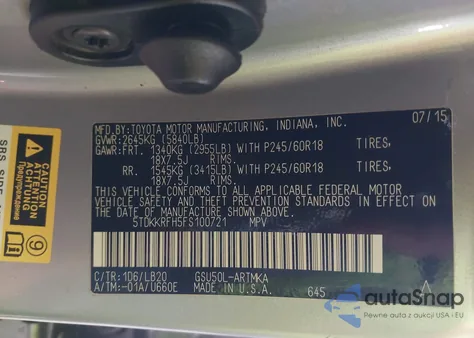 07/15
MFD.BY:TOYOTA MOTOR MANUFACTURING, INDIANA, INC.
GVWR:2645KG (5840LB)
GAWR:FRT. 1340KG (2955LB) WITH P245/60R18 TIRES,
18X7.5J RIMS.
RR. 1545KG (3415LB) WITH P245/60R18 TIRES,
18X7.5J RIMS.
THIS VEHICLE CONFORMS TO ALL APPLICABLE FEDERAL MOTOR
VEHICLE SAFETY AND THEFT PREVENTION STANDARDS IN EFFECT
ON THE DATE OF MANUFACTURE SHOWN ABOVE.
5TDKKRFH5FS100721 MPV
C/TR:1D6/LB20 GSU50L-ARTMKA
A/TM:-01A/U660E MADE IN U.S.A. 645
CAUTION
ATTENTION
SRS SIDE
autoSnap
Pewne auta z aukcji w USA i EU